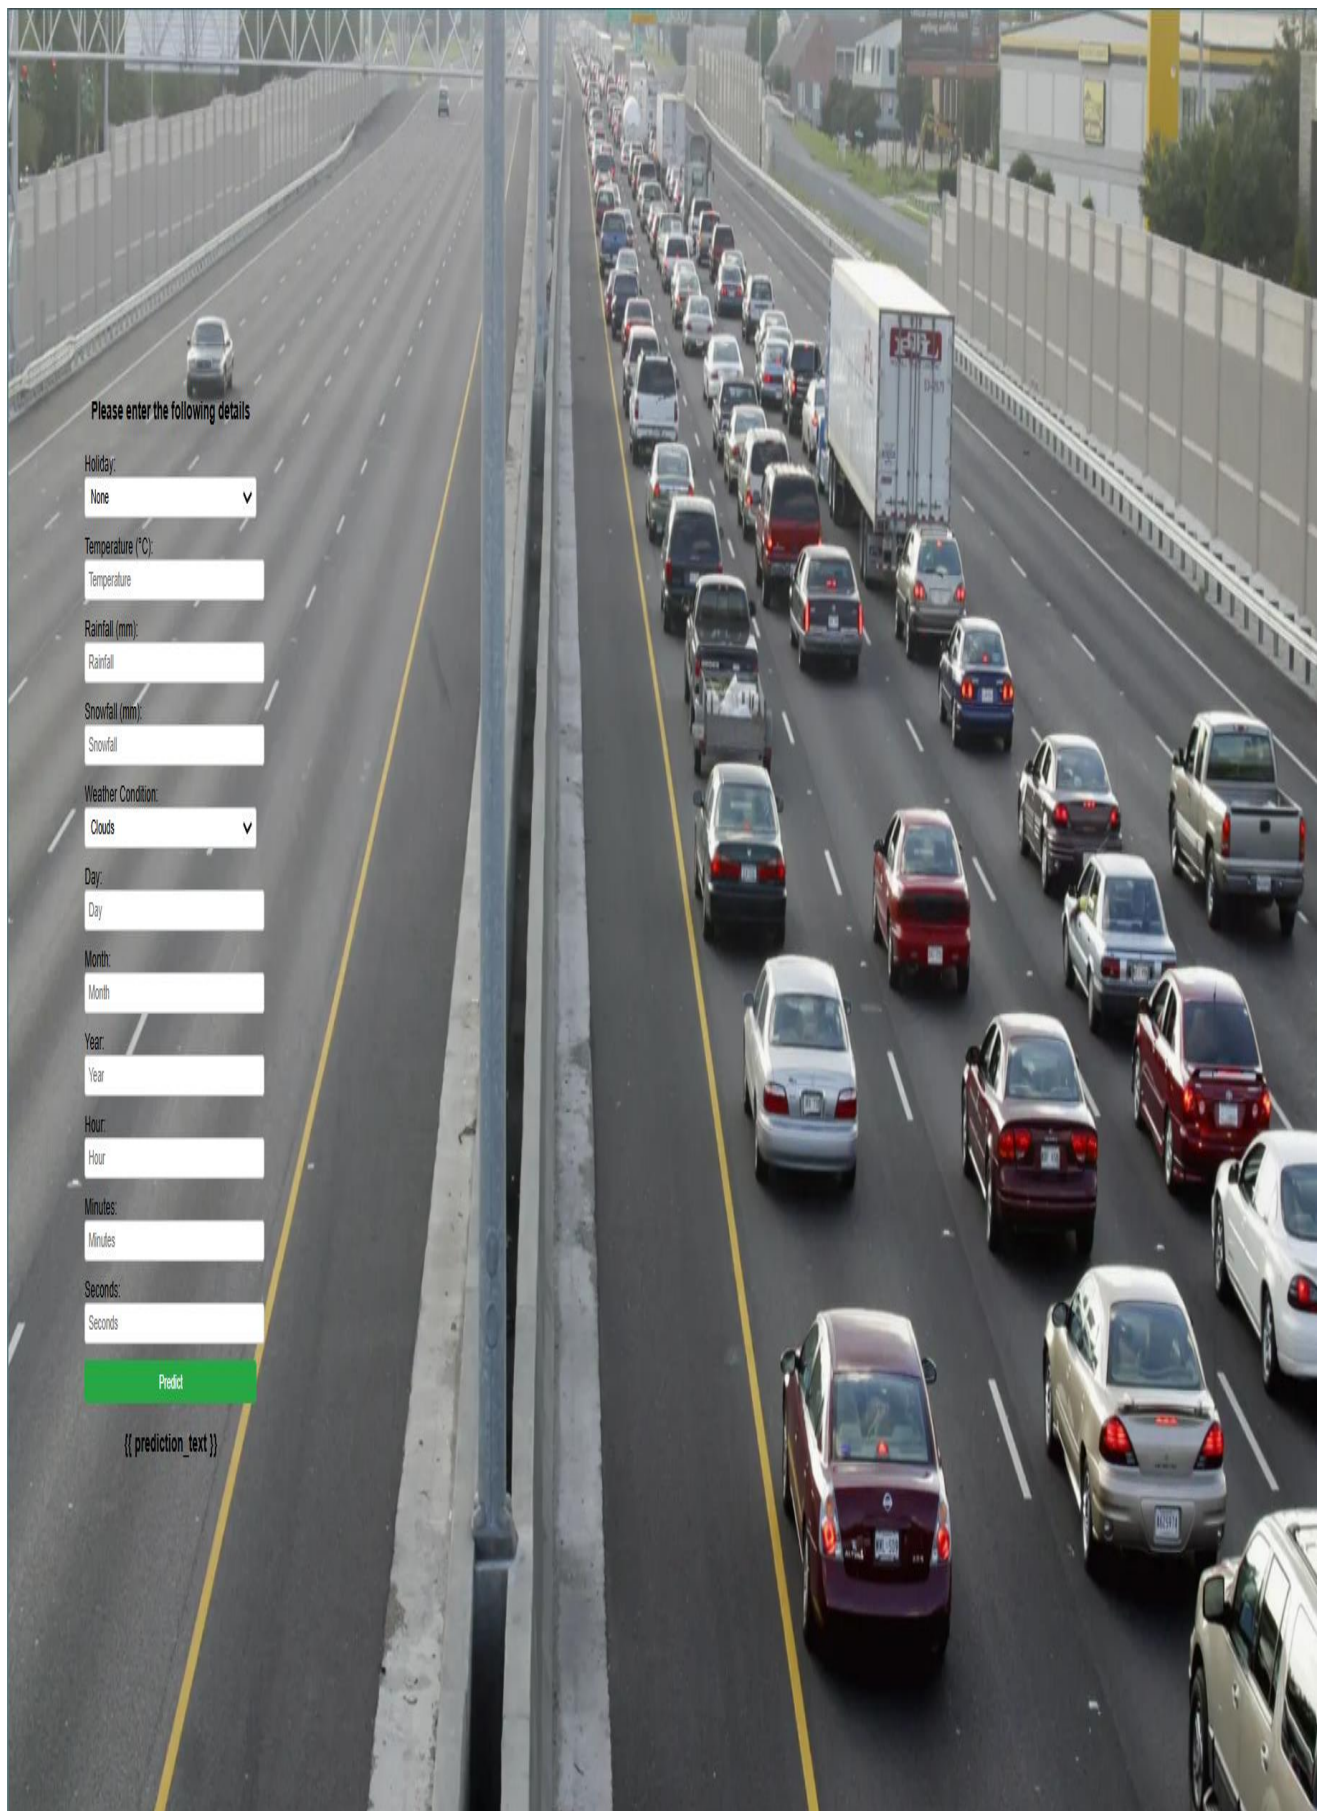 Please enter the following details
Holiday:
None
Temperature (°C):
Temperature
Rainfall (mm):
Rainfall
Snowfall (mm):
Snowfall
Weather Condition:
Clouds
Day:
Day
Month:
Month
Year:
Year
Hour:
Hour
Minutes:
Minutes
Seconds:
Seconds
Predict
{{ prediction_text }}